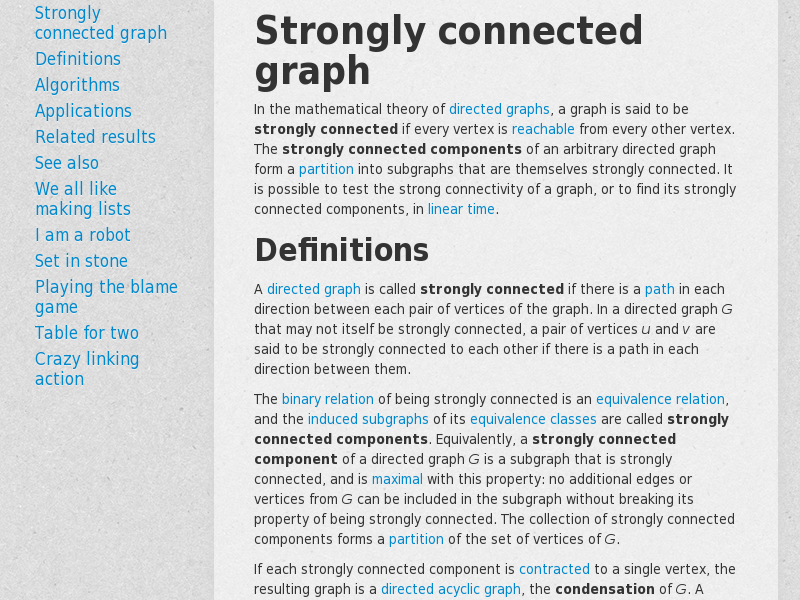 Strongly
connected graph
Definitions
Algorithms
Applications
Related results
See also
We all like
making lists
I am a robot
Set in stone
Playing the blame
game
Table for two
Crazy linking
action
Strongly connected
graph
In the mathematical theory of directed graphs, a graph is said to be
strongly connected if every vertex is reachable from every other vertex.
The strongly connected components of an arbitrary directed graph
form a partition into subgraphs that are themselves strongly connected. It
is possible to test the strong connectivity of a graph, or to find its strongly
connected components, in linear time.
Definitions
A directed graph is called strongly connected if there is a path in each
direction between each pair of vertices of the graph. In a directed graph G
that may not itself be strongly connected, a pair of vertices u and v are
said to be strongly connected to each other if there is a path in each
direction between them.
The binary relation of being strongly connected is an equivalence relation,
and the induced subgraphs of its equivalence classes are called strongly
connected components. Equivalently, a strongly connected
component of a directed graph G is a subgraph that is strongly
connected, and is maximal with this property: no additional edges or
vertices from G can be included in the subgraph without breaking its
property of being strongly connected. The collection of strongly connected
components forms a partition of the set of vertices of G.
If each strongly connected component is contracted to a single vertex, the
resulting graph is a directed acyclic graph, the condensation of G. A